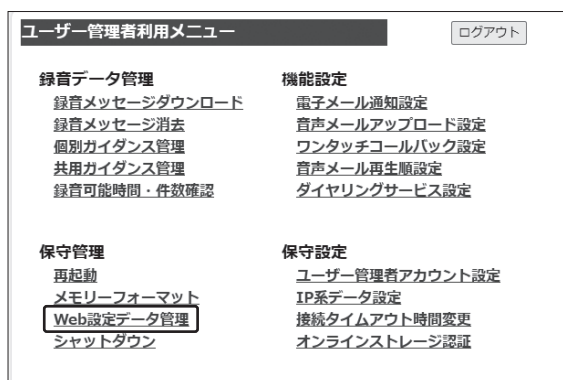 ユーザー管理者利用メニュー
ログアウト
録音データ管理
録音メッセージダウンロード
録音メッセージ消去
個別ガイダンス管理
共用ガイダンス管理
録音可能時間・件数確認
機能設定
電子メール通知設定
音声メールアップロード設定
ワンタッチコールバック設定
音声メール再生順設定
ダイヤリングサービス設定
保守管理
再起動
メモリーフォーマット
Web設定データ管理
シャットダウン
保守設定
ユーザー管理者アカウント設定
IP系データ設定
接続タイムアウト時間変更
オンラインストレージ認証